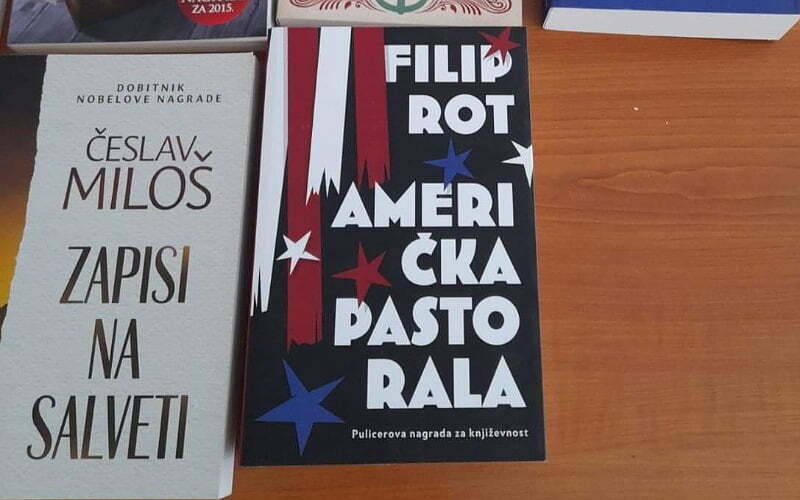 ZA 2015.
DOBITNIK
NOBELOVE NAGRADE
ČESLAV
MILOŠ
ZAPISI
NA
SALVETI
FILIP
ROT
AMERI
ČKA
PASTO
RALA
Pulicerova nagrada za književnost